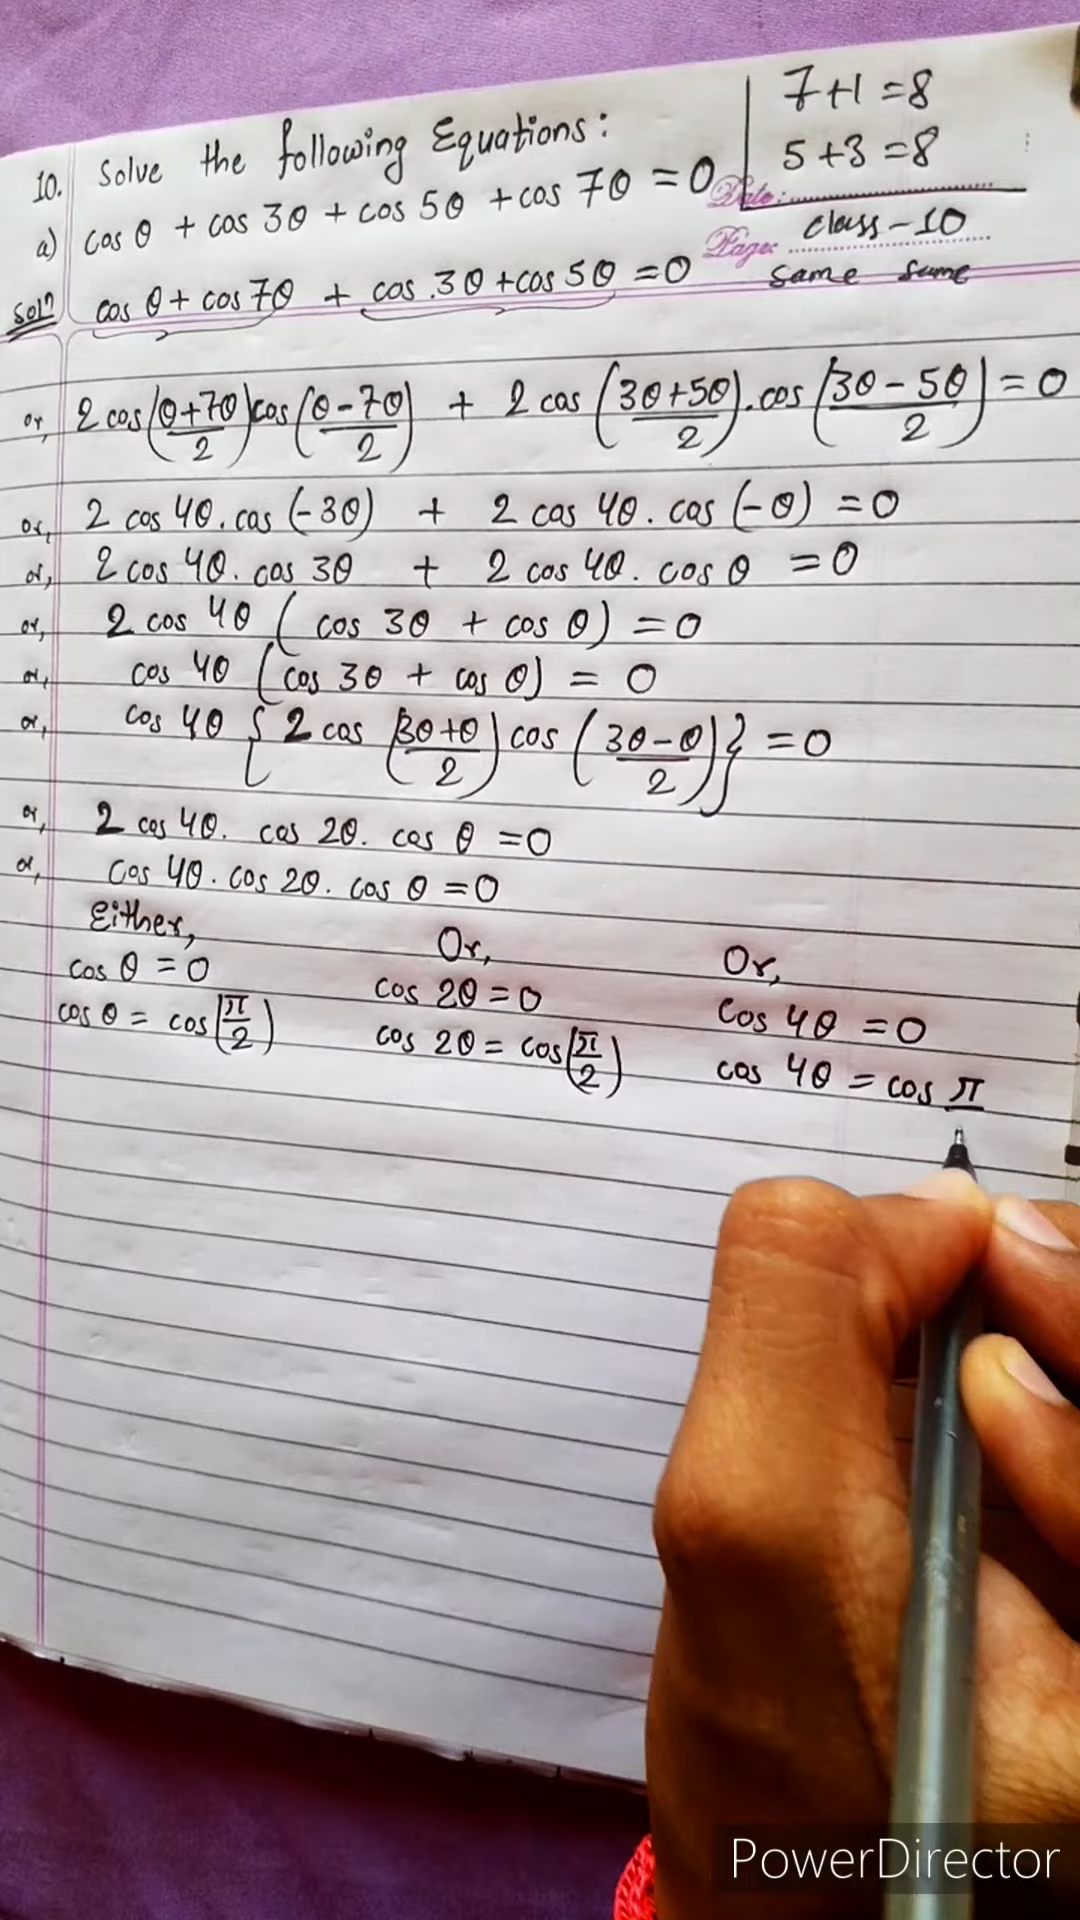 10. Solve the following Equations:
a) cos θ + cos 3θ + cos 5θ + cos 7θ = 0
7+1 = 8
5+3 = 8
Date:
Page:
class-10
same same
Solⁿ cos θ + cos 7θ + cos.3θ + cos 5θ = 0
or, 2 cos(θ+7θ/2) cos(θ-7θ/2) + 2 cos(3θ+5θ/2).cos(3θ-5θ/2) = 0
or, 2 cos 4θ.cos(-3θ) + 2 cos 4θ. cos(-θ) = 0
or, 2 cos 4θ. cos 3θ + 2 cos 4θ. cos θ = 0
or, 2 cos 4θ (cos 3θ + cos θ) = 0
or, cos 4θ (cos 3θ + cos θ) = 0
or, cos 4θ {2 cos (3θ+θ/2) cos (3θ-θ/2)} = 0
or, 2 cos 4θ. cos 2θ. cos θ = 0
or, cos 4θ. cos 2θ. cos θ = 0
Either, Or, Or,
cos θ = 0 cos 2θ = 0 cos 4θ = 0
cos θ = cos(π/2) cos 2θ = cos(π/2) cos 4θ = cos π
PowerDirector